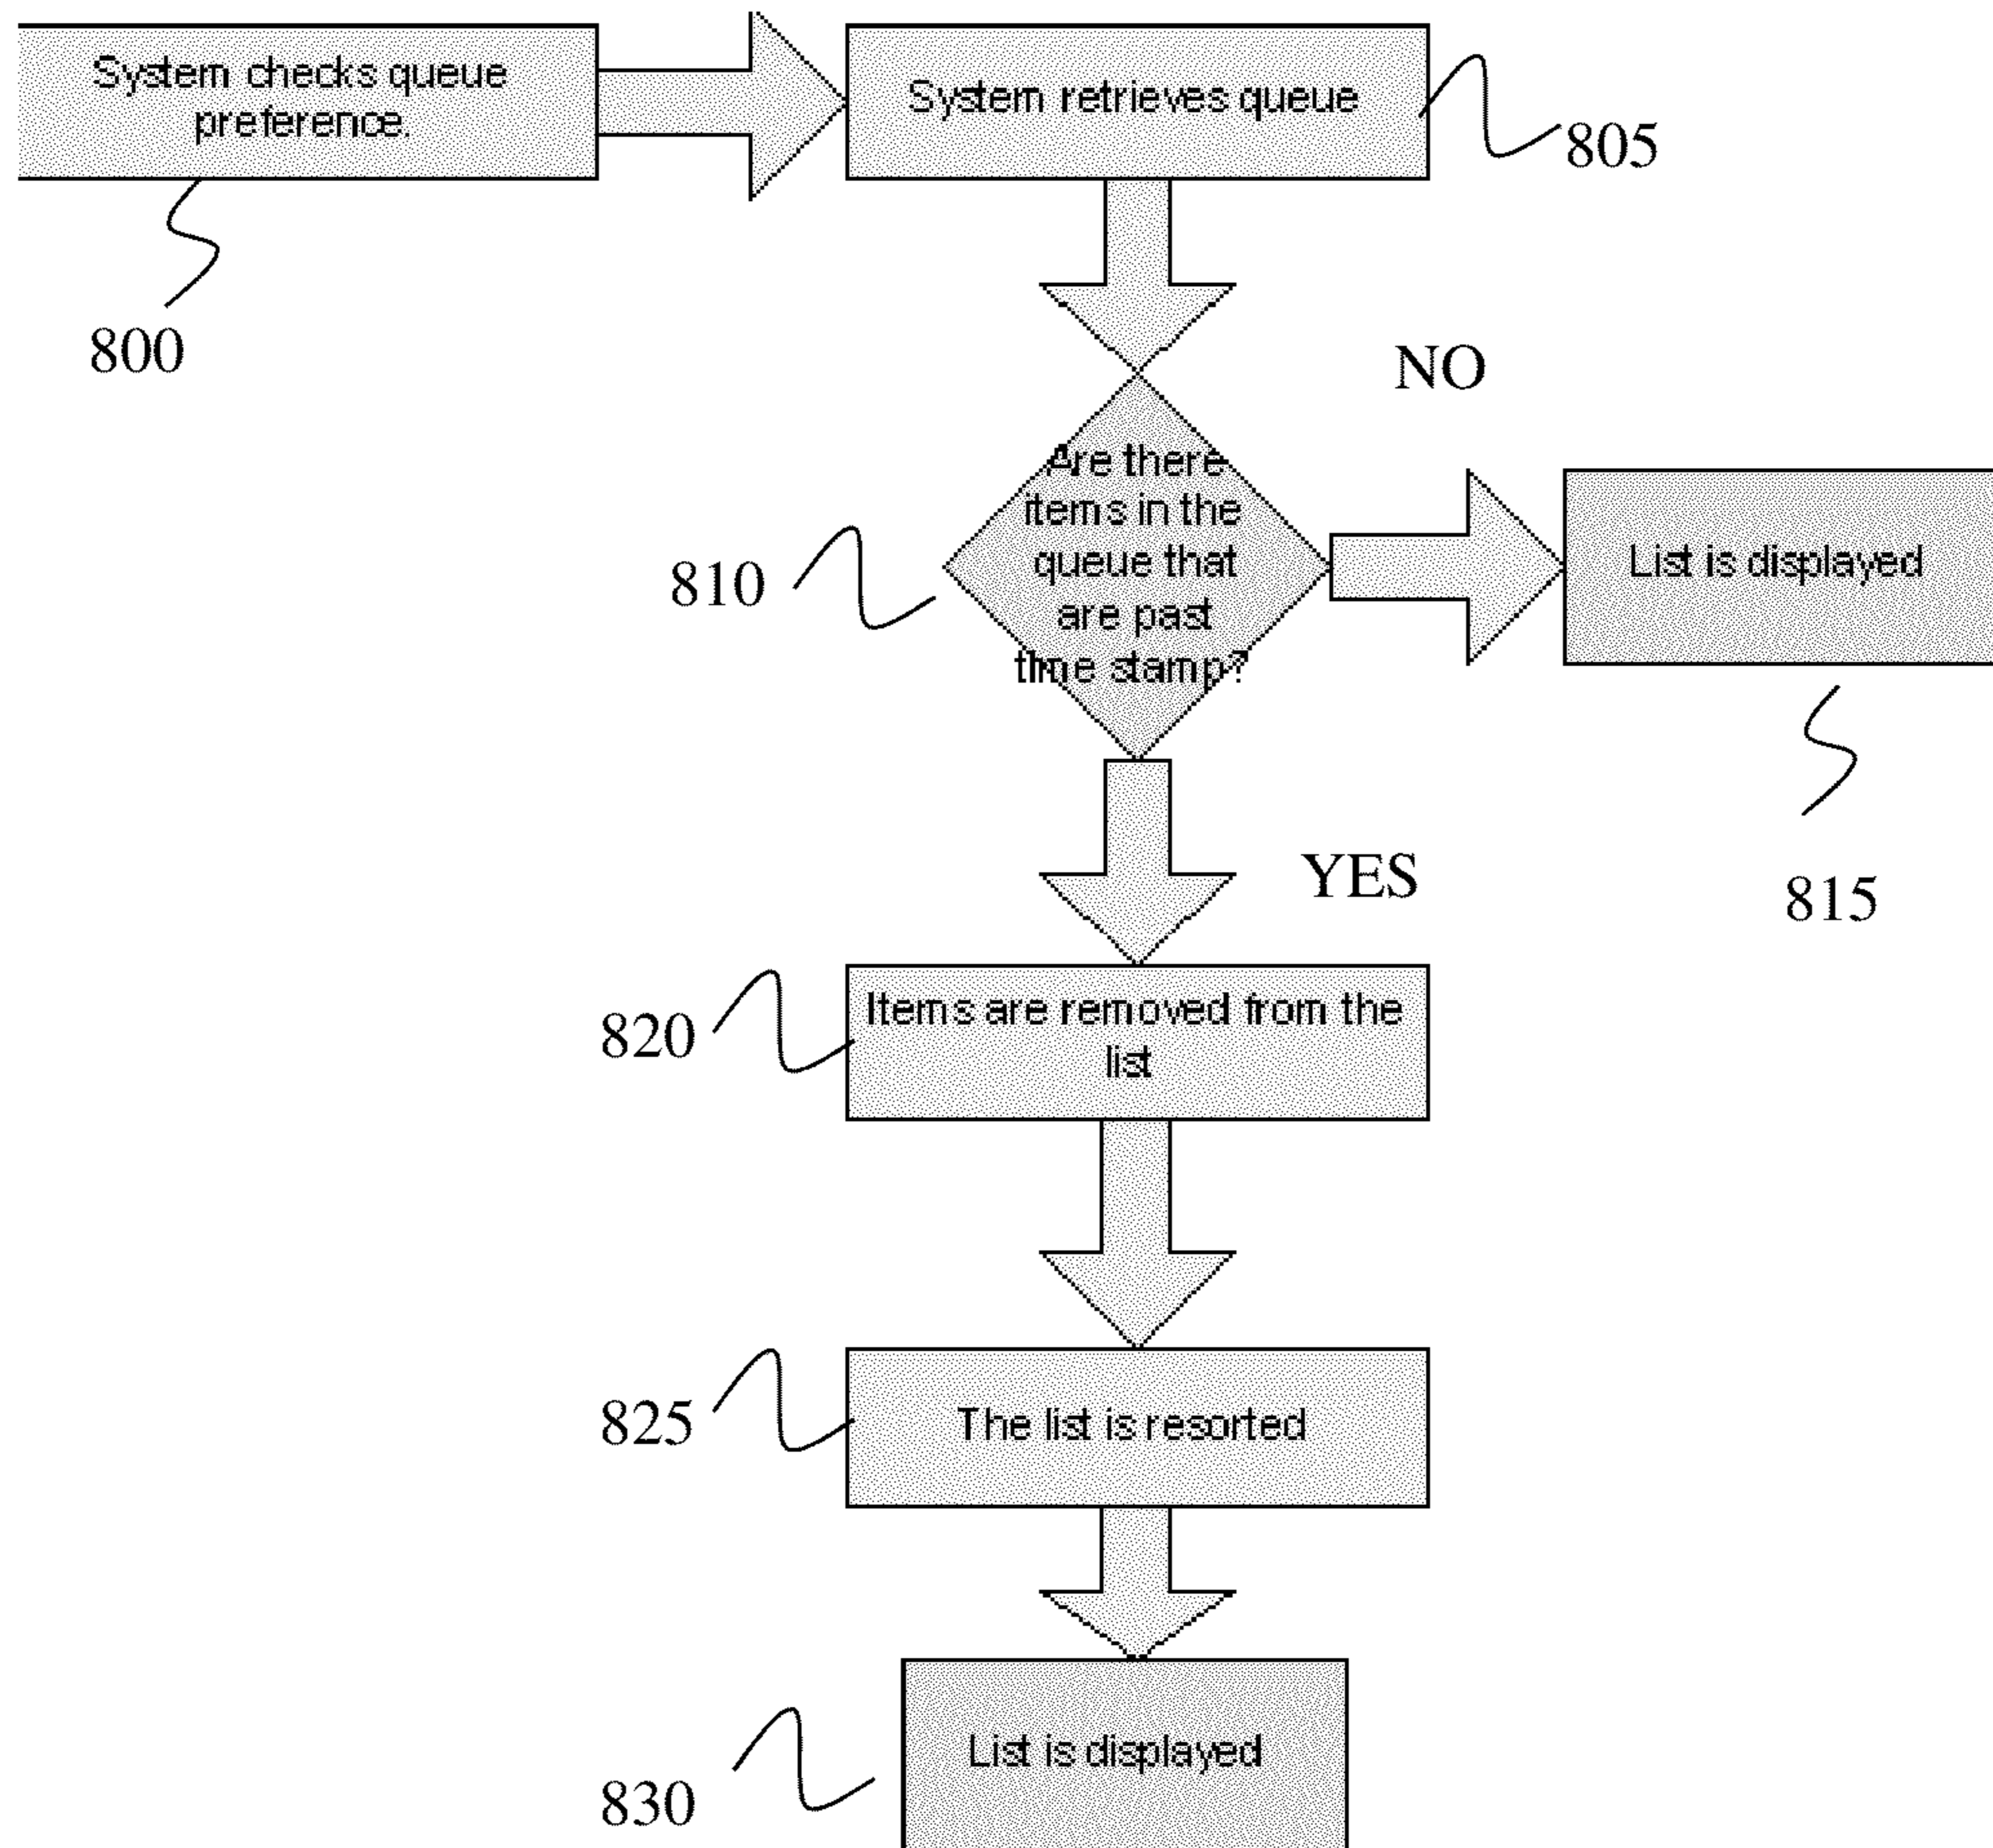 System checks queue
preference.
800
System retrieves queue
805
NO
Are there
items in the
queue that
are past
time stamp?
810
List is displayed
815
YES
Items are removed from the
list
820
The list is resorted
825
List is displayed
830